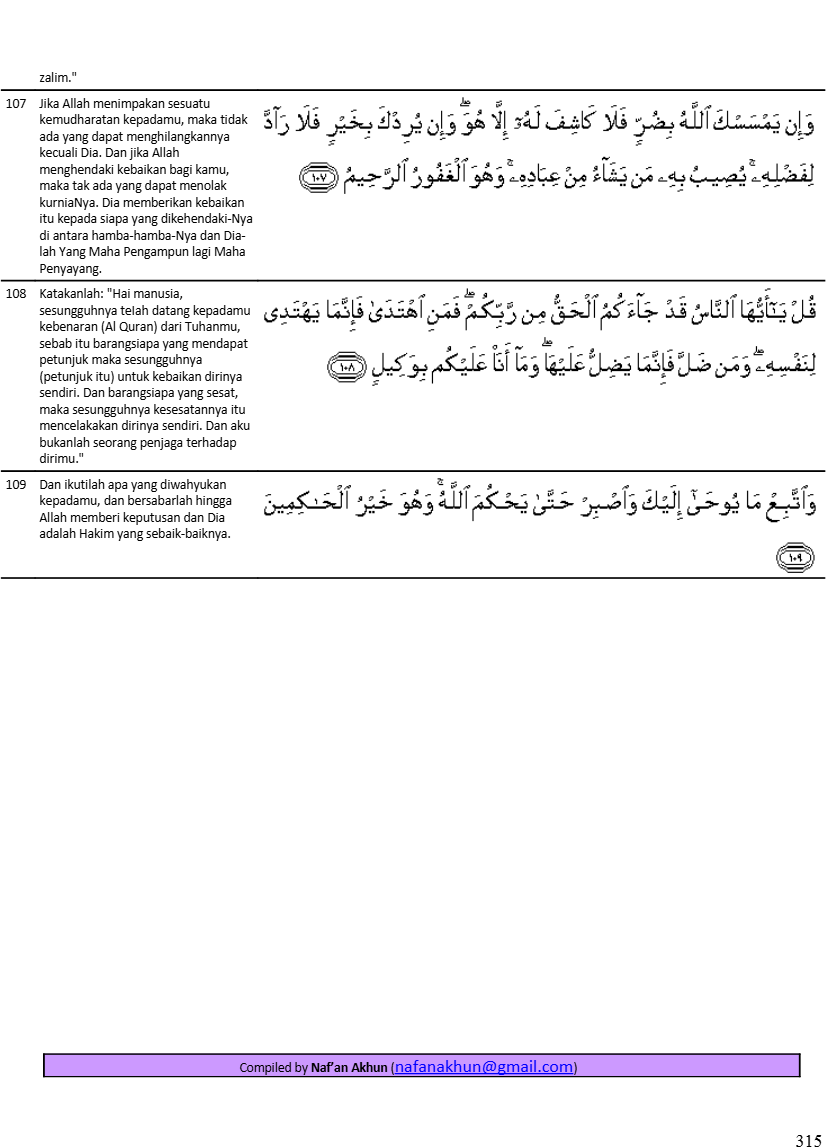 zalim."
107 Jika Allah menimpakan sesuatu
kemudharatan kepadamu, maka tidak
ada yang dapat menghilangkannya
kecuali Dia. Dan jika Allah
menghendaki kebaikan bagi kamu,
maka tak ada yang dapat menolak
kurniaNya. Dia memberikan kebaikan
itu kepada siapa yang dikehendaki-Nya
di antara hamba-hamba-Nya dan Dia-
lah Yang Maha Pengampun lagi Maha
Penyayang.
وَإِن يَمْسَسْكَ ٱللَّهُ بِضُرٍّ فَلَا كَاشِفَ لَهُۥٓ إِلَّا هُوَ ۖ وَإِن يُرِدْكَ بِخَيْرٍ فَلَا رَآدَّ
لِفَضْلِهِۦ ۚ يُصِيبُ بِهِۦ مَن يَشَآءُ مِنْ عِبَادِهِۦ ۚ وَهُوَ ٱلْغَفُورُ ٱلرَّحِيمُ ١٠٧
108 Katakanlah: "Hai manusia,
sesungguhnya telah datang kepadamu
kebenaran (Al Quran) dari Tuhanmu,
sebab itu barangsiapa yang mendapat
petunjuk maka sesungguhnya
(petunjuk itu) untuk kebaikan dirinya
sendiri. Dan barangsiapa yang sesat,
maka sesungguhnya kesesatannya itu
mencelakakan dirinya sendiri. Dan aku
bukanlah seorang penjaga terhadap
dirimu."
قُلْ يَـٰٓأَيُّهَا ٱلنَّاسُ قَدْ جَآءَكُمُ ٱلْحَقُّ مِن رَّبِّكُمْ ۖ فَمَنِ ٱهْتَدَىٰ فَإِنَّمَا يَهْتَدِى
لِنَفْسِهِۦ ۖ وَمَن ضَلَّ فَإِنَّمَا يَضِلُّ عَلَيْهَا ۖ وَمَآ أَنَا۠ عَلَيْكُم بِوَكِيلٍ ١٠٨
109 Dan ikutilah apa yang diwahyukan
kepadamu, dan bersabarlah hingga
Allah memberi keputusan dan Dia
adalah Hakim yang sebaik-baiknya.
وَٱتَّبِعْ مَا يُوحَىٰٓ إِلَيْكَ وَٱصْبِرْ حَتَّىٰ يَحْكُمَ ٱللَّهُ ۚ وَهُوَ خَيْرُ ٱلْحَـٰكِمِينَ
١٠٩
Compiled by Naf’an Akhun (nafanakhun@gmail.com)
315